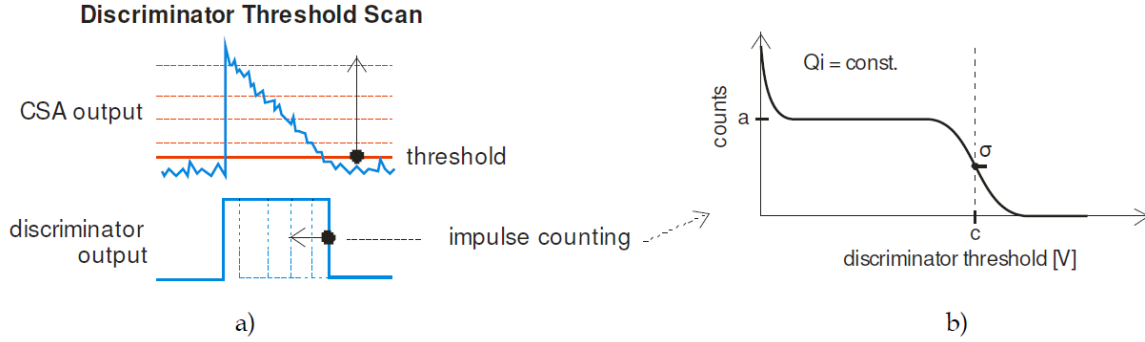 Discriminator Threshold Scan
CSA output
threshold
discriminator
output
impulse counting
a)
Qi = const.
counts
a
σ
c
discriminator threshold [V]
b)